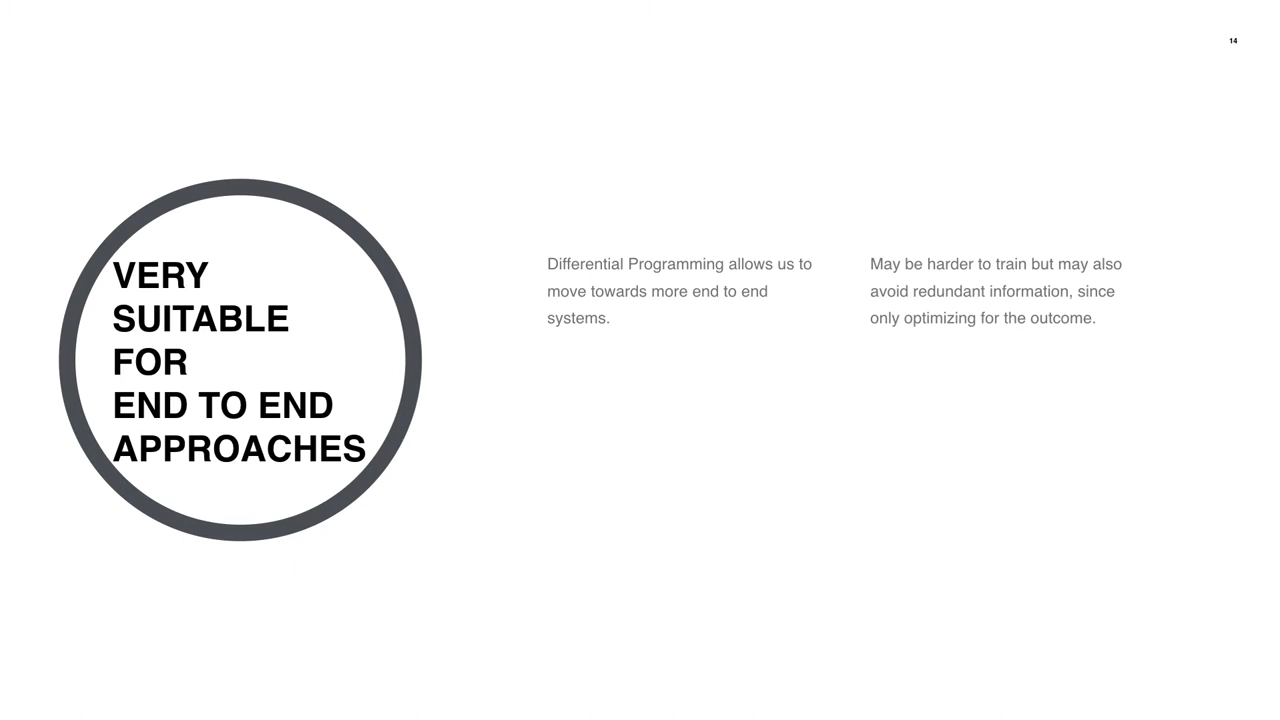 14
VERY
SUITABLE
FOR
END TO END
APPROACHES
Differential Programming allows us to
move towards more end to end
systems.
May be harder to train but may also
avoid redundant information, since
only optimizing for the outcome.